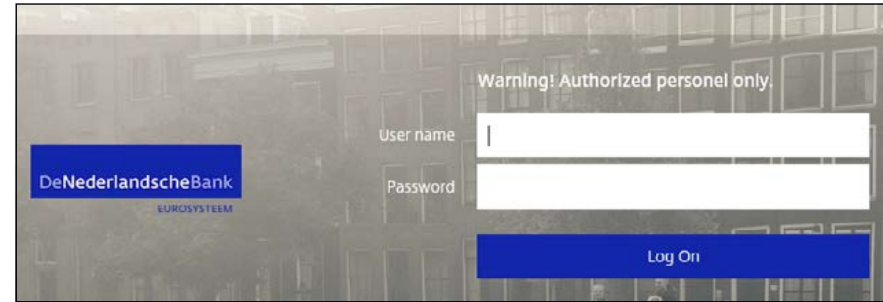 Warning! Authorized personel only.
User name
DeNederlandscheBank
EUROSYSTEEM
Password
Log On